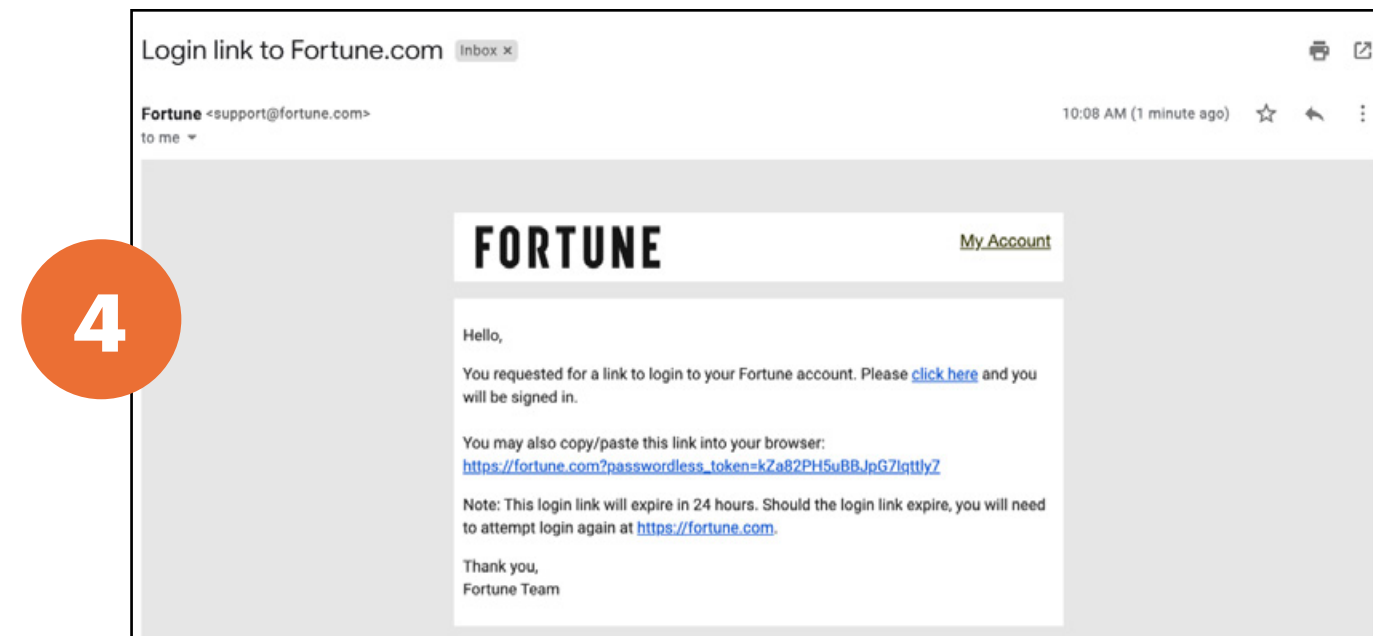 Login link to Fortune.com Inbox ×
Fortune <support@fortune.com> 10:08 AM (1 minute ago)
to me
4
FORTUNE My Account
Hello,
You requested for a link to login to your Fortune account. Please click here and you
will be signed in.
You may also copy/paste this link into your browser:
https://fortune.com?passwordless_token=kZa82PH5uBBJpG7Iqttly7
Note: This login link will expire in 24 hours. Should the login link expire, you will need
to attempt login again at https://fortune.com.
Thank you,
Fortune Team